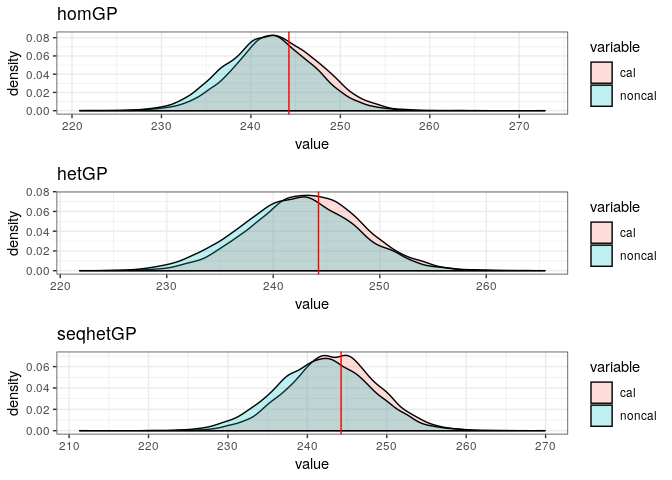 homGP
density
0.08
0.06
0.04
0.02
0.00
220
230
240
250
260
270
value
variable
cal
noncal
hetGP
density
0.08
0.06
0.04
0.02
0.00
220
230
240
250
260
value
variable
cal
noncal
seqhetGP
density
0.06
0.04
0.02
0.00
210
220
230
240
250
260
270
value
variable
cal
noncal